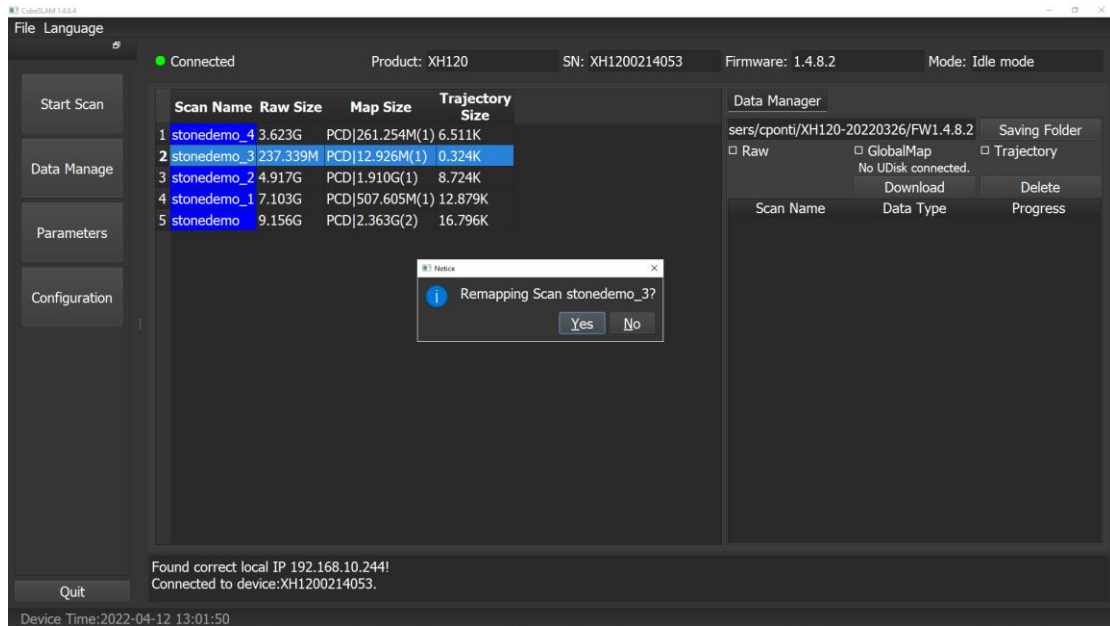 CubeSLAM 1.4.8.4
File Language
Connected Product: XH120 SN: XH1200214053 Firmware: 1.4.8.2 Mode: Idle mode
Start Scan
Data Manage
Parameters
Configuration
Quit
Scan Name Raw Size Map Size Trajectory Size
1 stonedemo_4 3.623G PCD|261.254M(1) 6.511K
2 stonedemo_3 237.339M PCD|12.926M(1) 0.324K
3 stonedemo_2 4.917G PCD|1.910G(1) 8.724K
4 stonedemo_1 7.103G PCD|507.605M(1) 12.879K
5 stonedemo 9.156G PCD|2.363G(2) 16.796K
Notice
Remapping Scan stonedemo_3?
Yes No
Data Manager
sers/cponti/XH120-20220326/FW1.4.8.2 Saving Folder
Raw GlobalMap Trajectory
No UDisk connected.
Download Delete
Scan Name Data Type Progress
Found correct local IP 192.168.10.244!
Connected to device:XH1200214053.
Device Time:2022-04-12 13:01:50